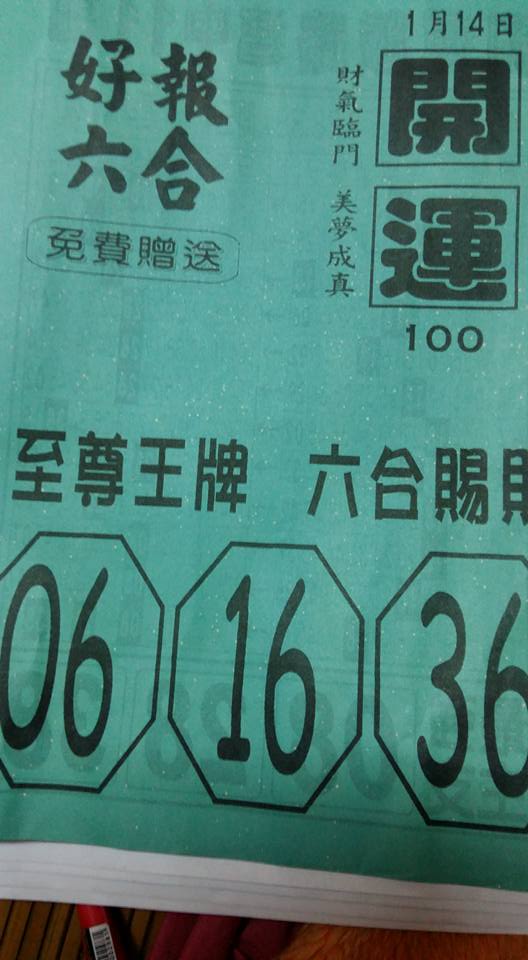 1月14日
好報
六合
免費贈送
財氣臨門 美夢成真
開運
100
至尊王牌 六合賜財
06 16 36